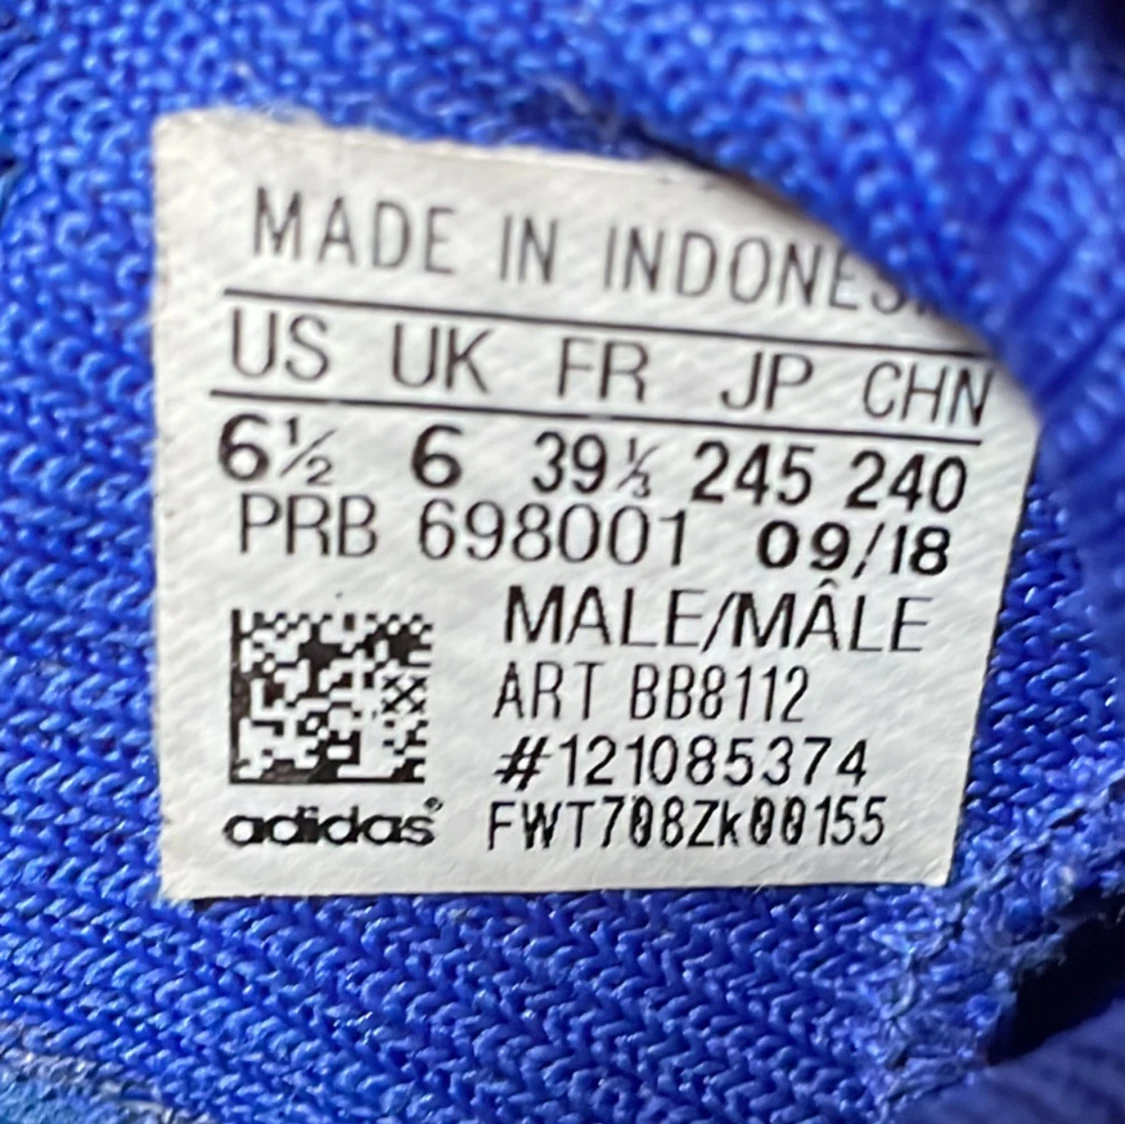 MADE IN INDONES
US UK FR JP CHN
6½ 6 39⅓ 245 240
PRB 698001 09/18
MALE/MÂLE
ART BB8112
#121085374
adidas® FWT708Zk00155